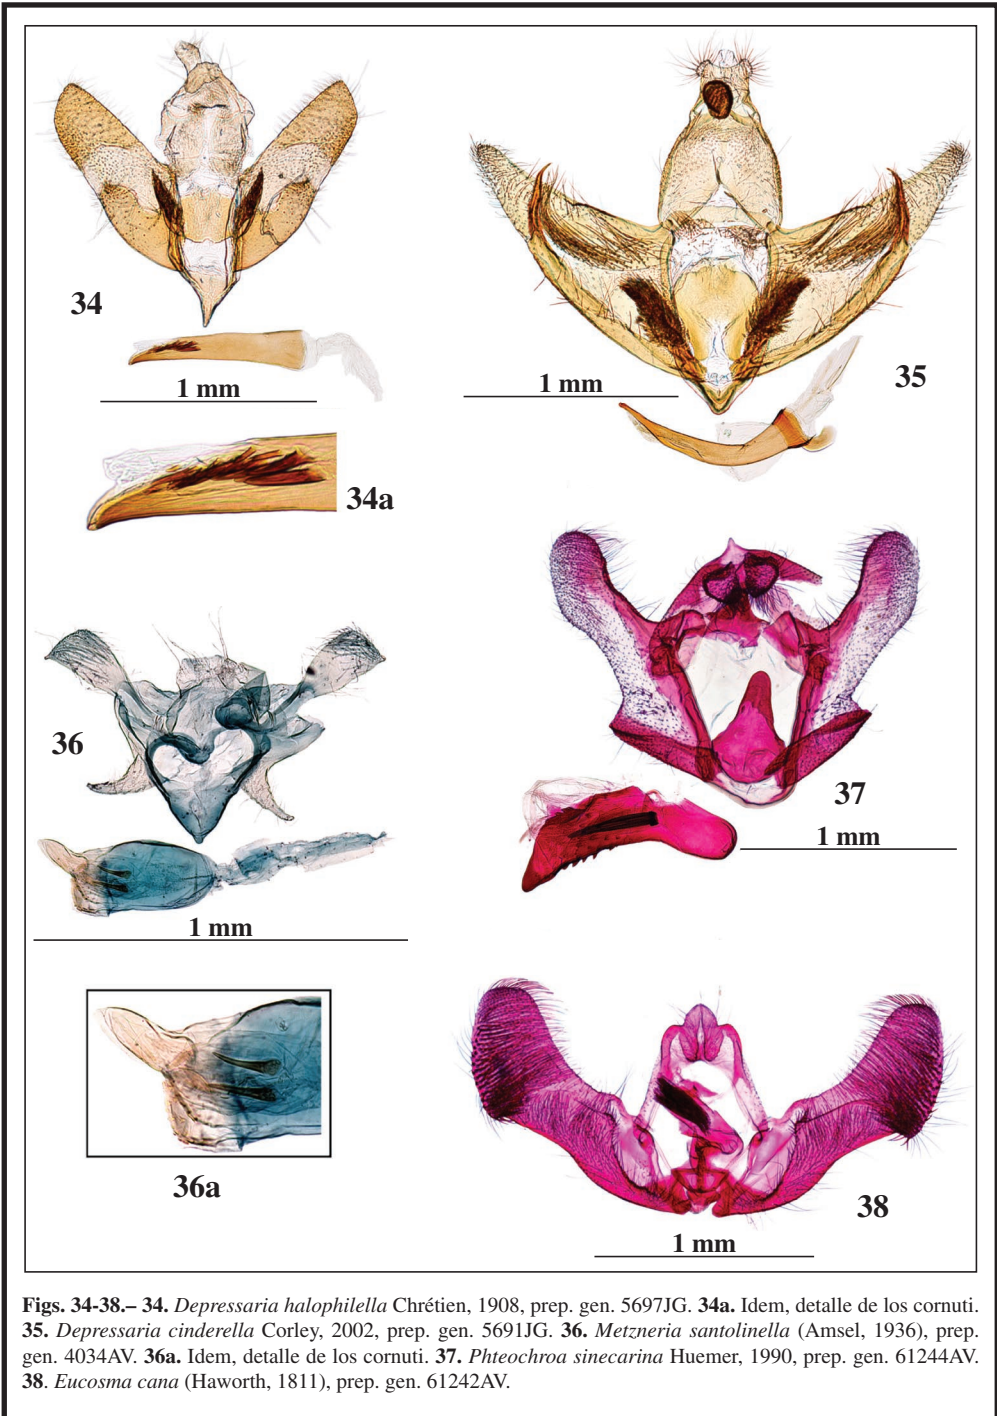 34
1 mm
34a
35
1 mm
36
1 mm
36a
37
1 mm
38
1 mm
Figs. 34-38.– 34. Depressaria halophilella Chrétien, 1908, prep. gen. 5697JG. 34a. Idem, detalle de los cornuti.
35. Depressaria cinderella Corley, 2002, prep. gen. 5691JG. 36. Metzneria santolinella (Amsel, 1936), prep.
gen. 4034AV. 36a. Idem, detalle de los cornuti. 37. Phteochroa sinecarina Huemer, 1990, prep. gen. 61244AV.
38. Eucosma cana (Haworth, 1811), prep. gen. 61242AV.